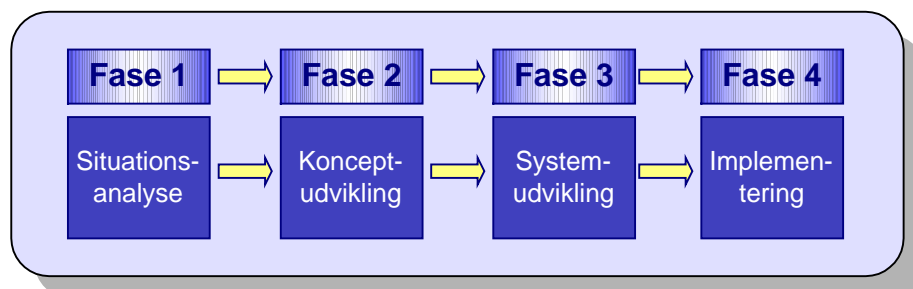 Fase 1
Fase 2
Fase 3
Fase 4
Situations-
analyse
Koncept-
udvikling
System-
udvikling
Implemen-
tering